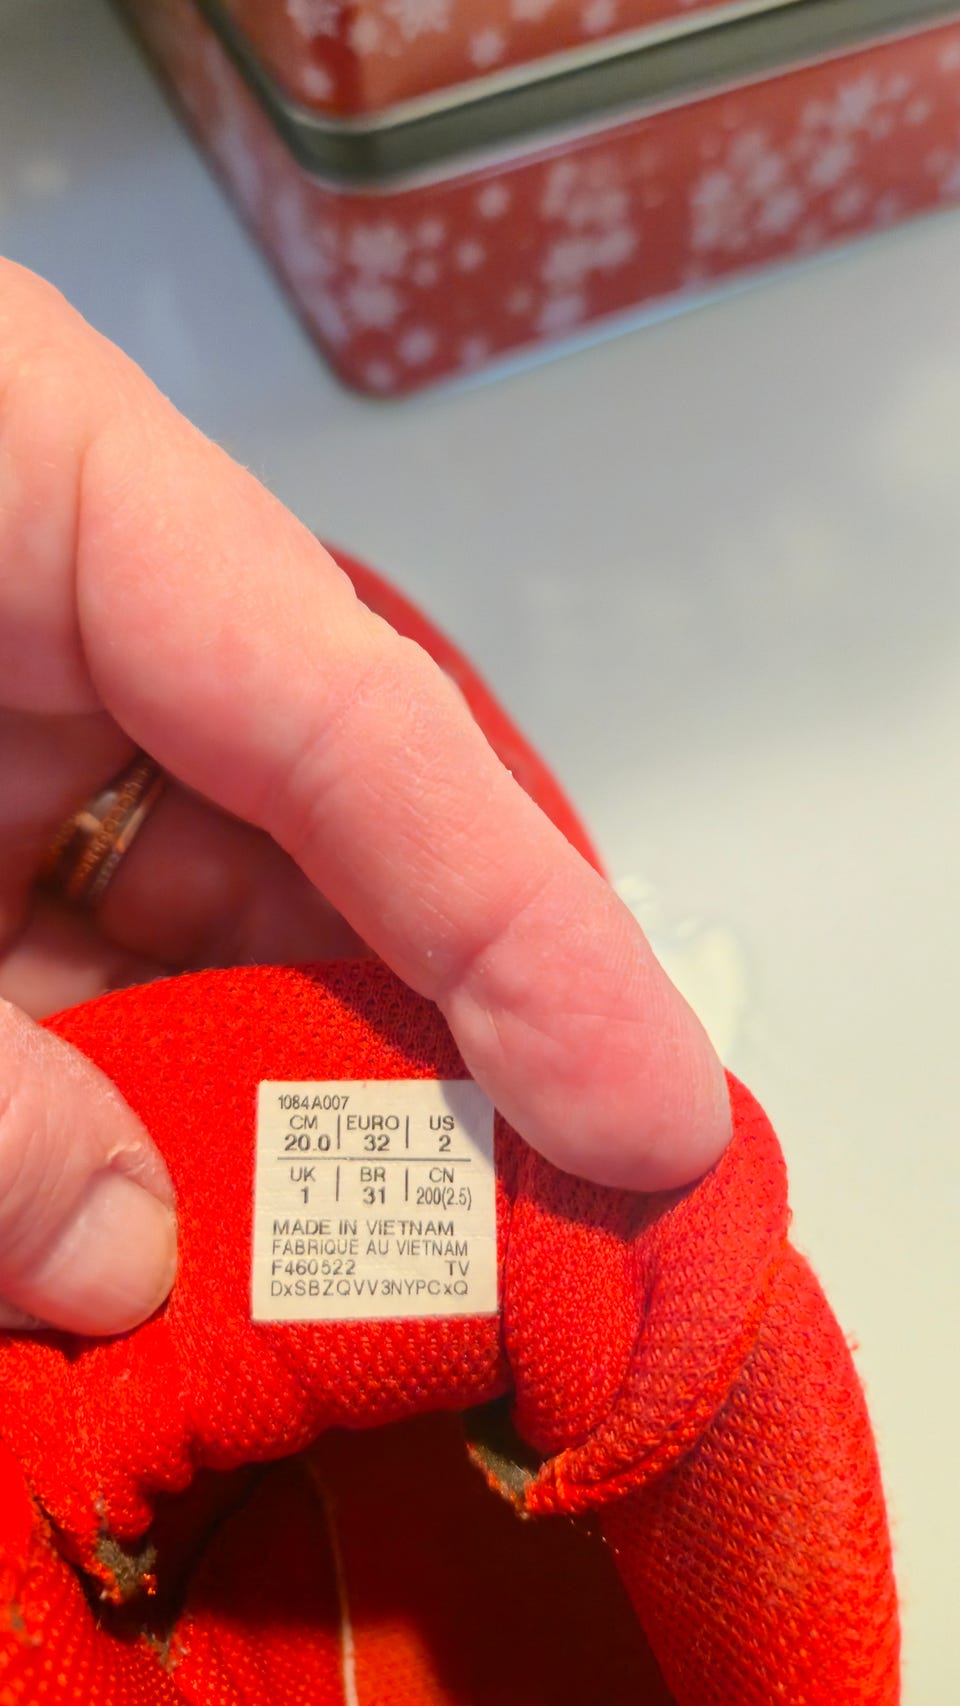 1084A007
CM | EURO | US
20.0 | 32 | 2
UK | BR | CN
1 | 31 | 200(2.5)
MADE IN VIETNAM
FABRIQUE AU VIETNAM
F460522 TV
DxSBZQVV3NYPCxQ